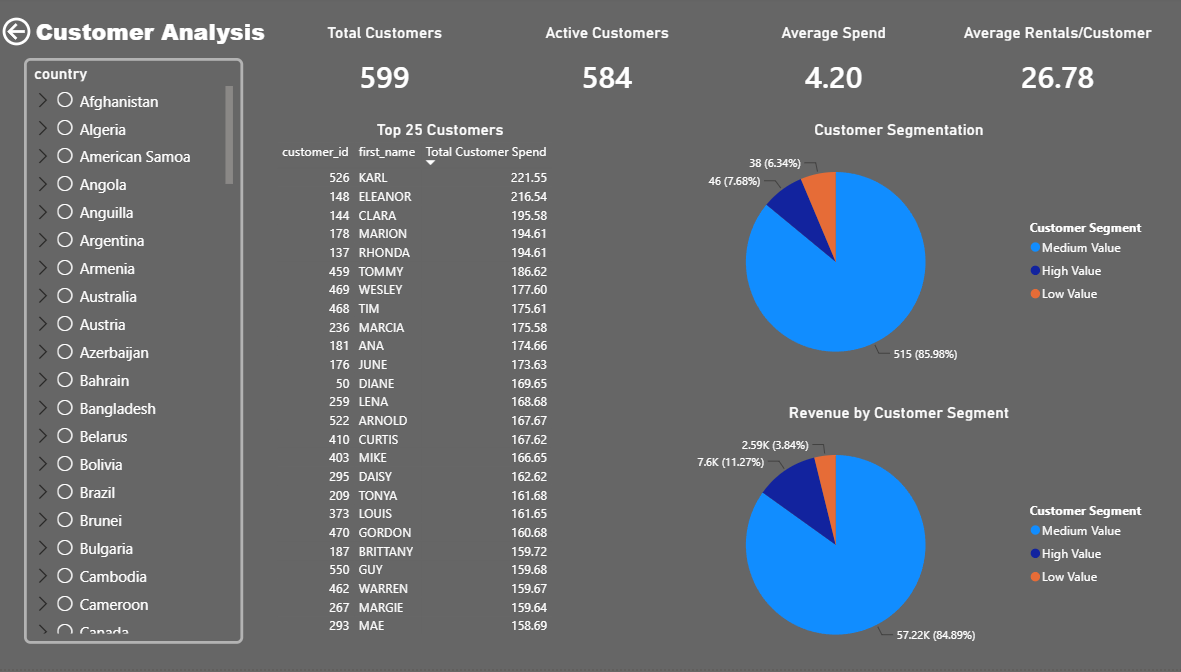 Customer Analysis
country
Afghanistan
Algeria
American Samoa
Angola
Anguilla
Argentina
Armenia
Australia
Austria
Azerbaijan
Bahrain
Bangladesh
Belarus
Bolivia
Brazil
Brunei
Bulgaria
Cambodia
Cameroon
Canada
Total Customers
599
Active Customers
584
Average Spend
4.20
Average Rentals/Customer
26.78
Top 25 Customers
customer_id first_name Total Customer Spend
526 KARL 221.55
148 ELEANOR 216.54
144 CLARA 195.58
178 MARION 194.61
137 RHONDA 194.61
459 TOMMY 186.62
469 WESLEY 177.60
468 TIM 175.61
236 MARCIA 175.58
181 ANA 174.66
176 JUNE 173.63
50 DIANE 169.65
259 LENA 168.68
522 ARNOLD 167.67
410 CURTIS 167.62
403 MIKE 166.65
295 DAISY 162.62
209 TONYA 161.68
373 LOUIS 161.65
470 GORDON 160.68
187 BRITTANY 159.72
550 GUY 159.68
462 WARREN 159.67
267 MARGIE 159.64
293 MAE 158.69
Customer Segmentation
38 (6.34%)
46 (7.68%)
515 (85.98%)
Customer Segment
Medium Value
High Value
Low Value
Revenue by Customer Segment
2.59K (3.84%)
7.6K (11.27%)
57.22K (84.89%)
Customer Segment
Medium Value
High Value
Low Value